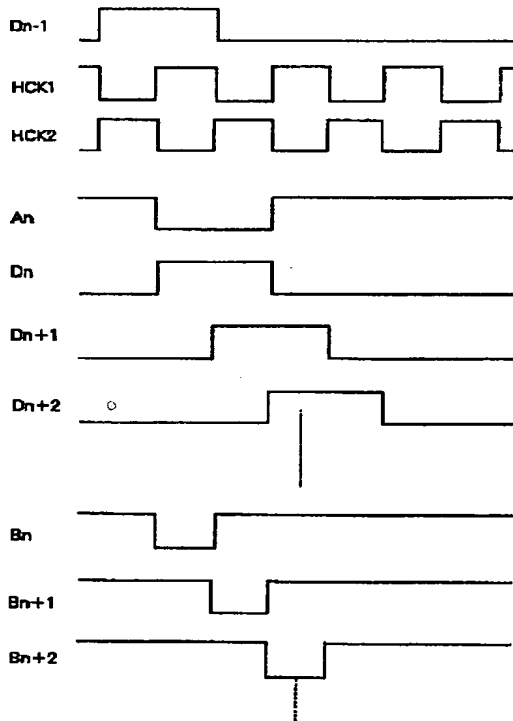 Dn-1
HCK1
HCK2
An
Dn
Dn+1
Dn+2
Bn
Bn+1
Bn+2